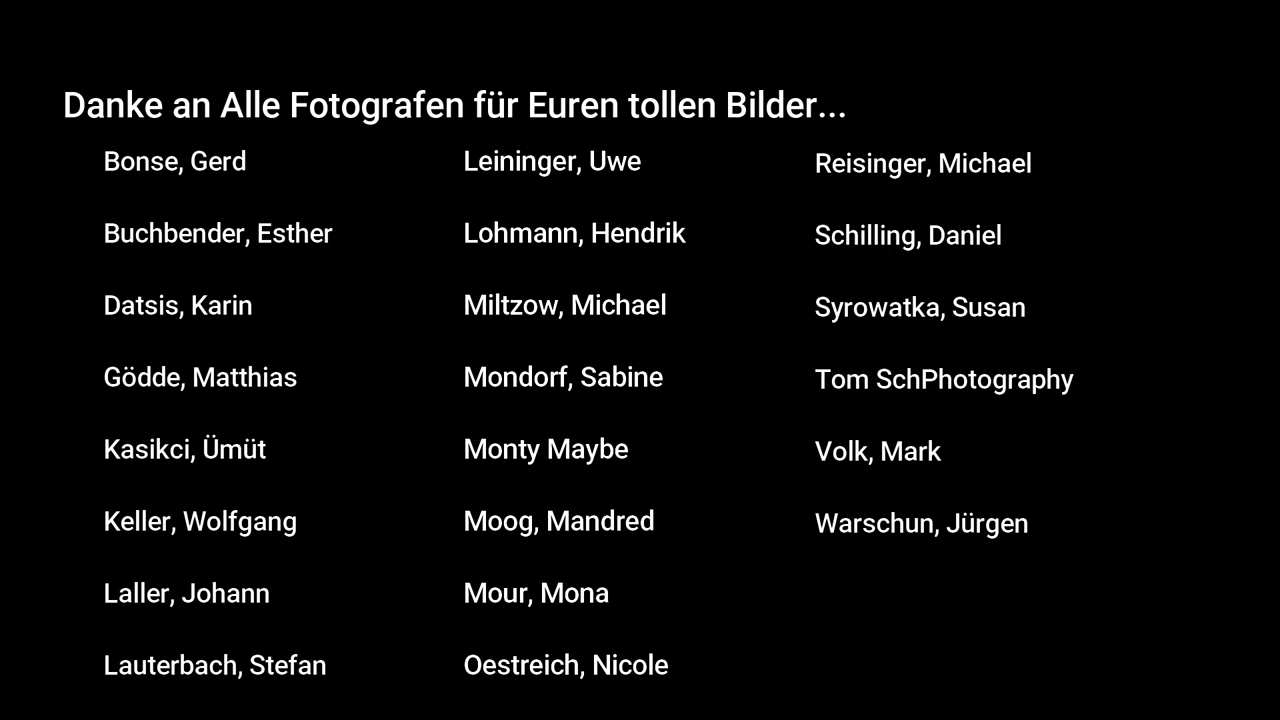 Danke an Alle Fotografen für Euren tollen Bilder...
Bonse, Gerd
Buchbender, Esther
Datsis, Karin
Gödde, Matthias
Kasikci, Ümüt
Keller, Wolfgang
Laller, Johann
Lauterbach, Stefan
Leininger, Uwe
Lohmann, Hendrik
Miltzow, Michael
Mondorf, Sabine
Monty Maybe
Moog, Mandred
Mour, Mona
Oestreich, Nicole
Reisinger, Michael
Schilling, Daniel
Syrowatka, Susan
Tom SchPhotography
Volk, Mark
Warschun, Jürgen